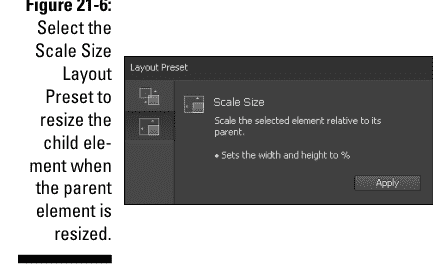 Figure 21-6:
Select the
Scale Size
Layout
Preset to
resize the
child ele-
ment when
the parent
element is
resized.
Layout Preset
Scale Size
Scale the selected element relative to its
parent.
• Sets the width and height to %
Apply